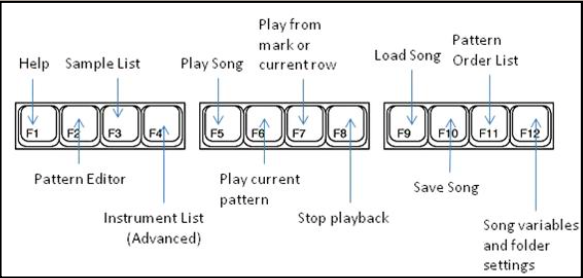 Help
Sample List
Play Song
Play from
mark or
current row
Load Song
Pattern
Order List
F1
F2
F3
F4
F5
F6
F7
F8
F9
F10
F11
F12
Pattern Editor
Instrument List
(Advanced)
Play current
pattern
Stop playback
Save Song
Song variables
and folder
settings